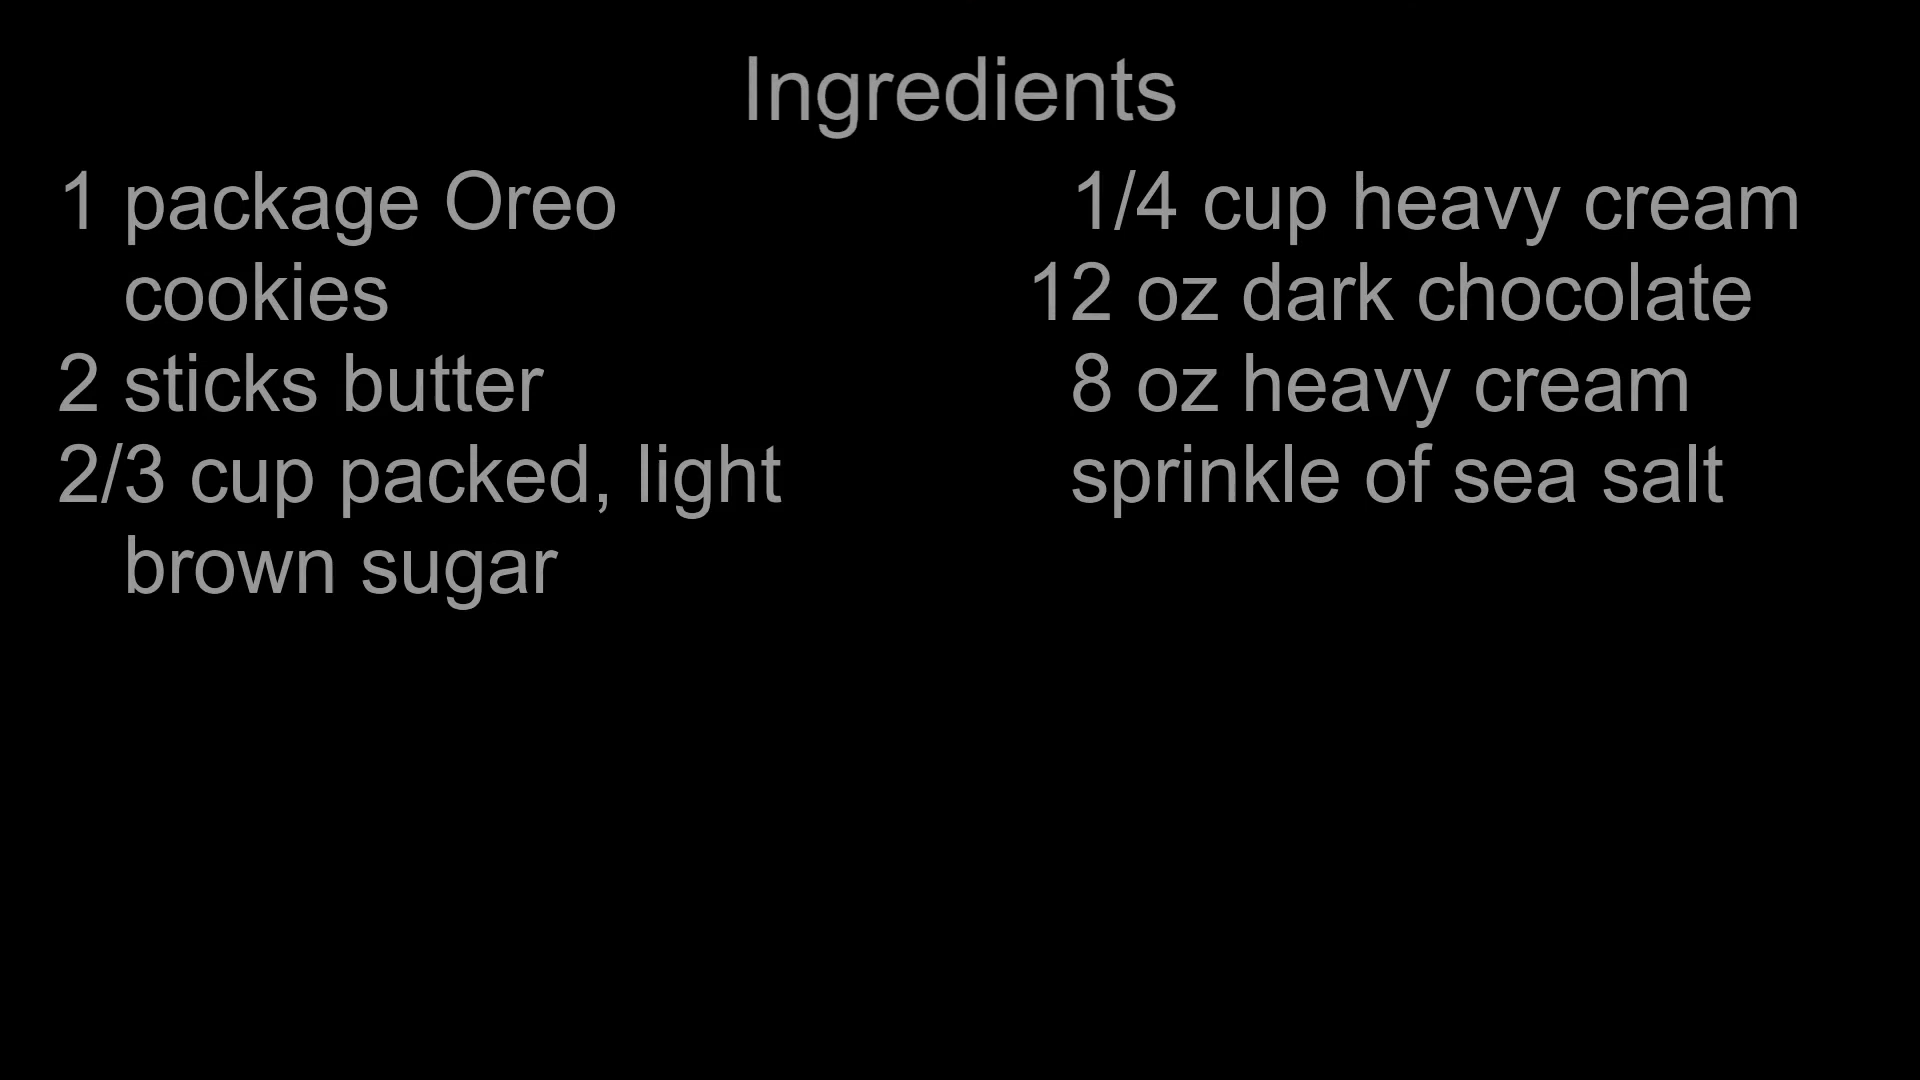 Ingredients
1 package Oreo
cookies
2 sticks butter
2/3 cup packed, light
brown sugar
1/4 cup heavy cream
12 oz dark chocolate
8 oz heavy cream
sprinkle of sea salt